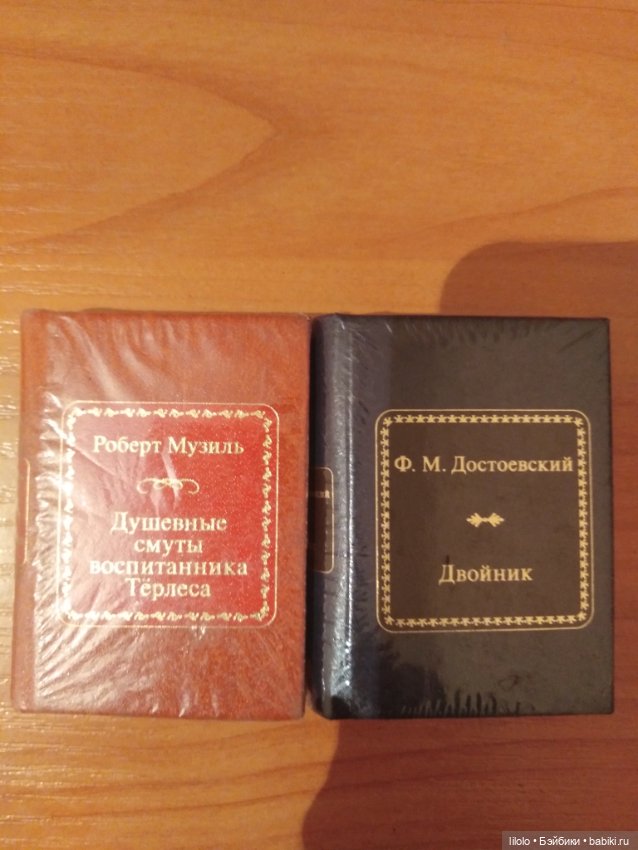 Роберт Музиль
Душевные
смуты
воспитанника
Тёрлеса
Ф. М. Достоевский
Двойник
lilolo • Бэйбики • babiki.ru